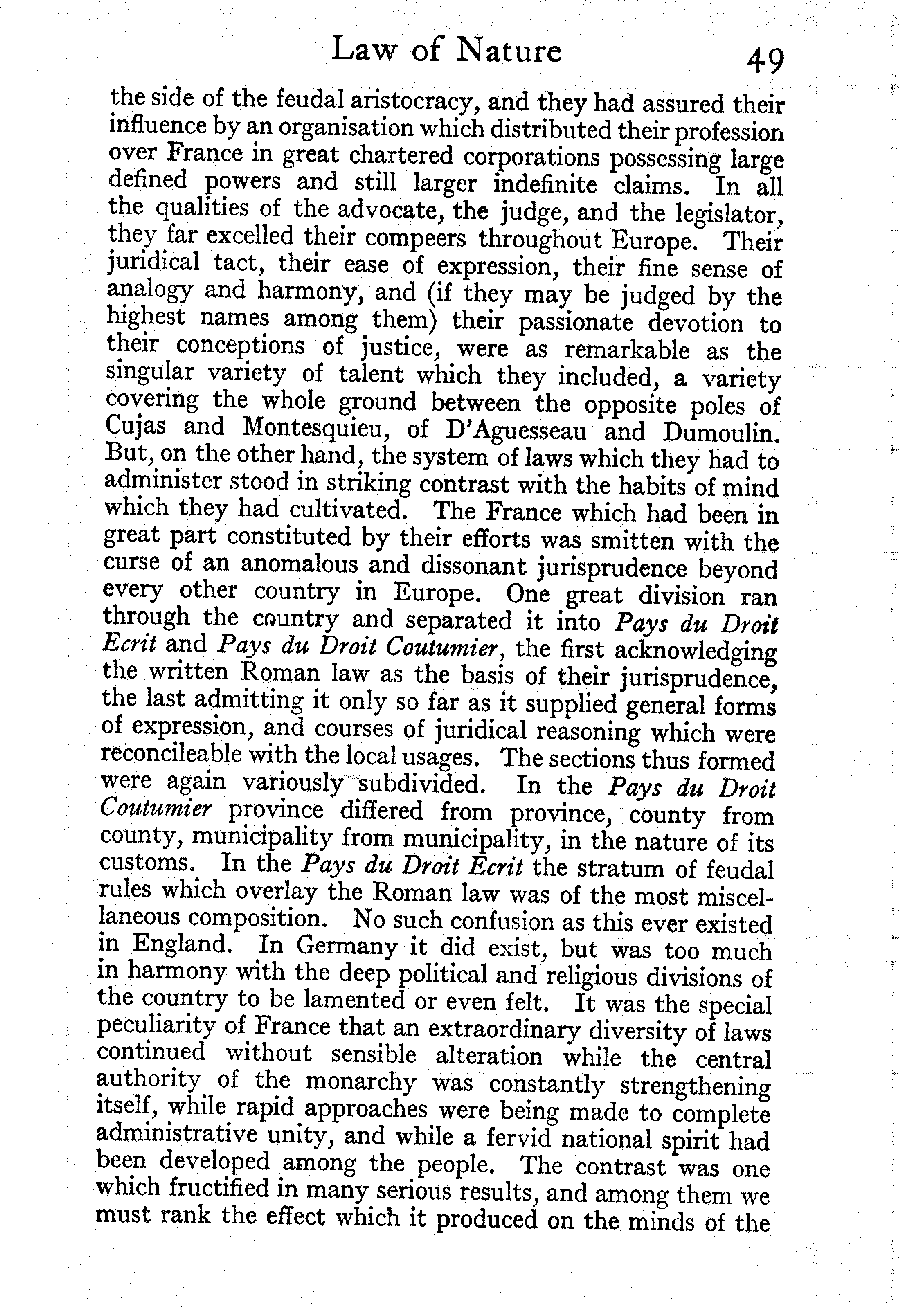 Law of Nature 49
the side of the feudal aristocracy, and they had assured their
influence by an organisation which distributed their profession
over France in great chartered corporations possessing large
defined powers and still larger indefinite claims. In all
the qualities of the advocate, the judge, and the legislator,
they far excelled their compeers throughout Europe. Their
juridical tact, their ease of expression, their fine sense of
analogy and harmony, and (if they may be judged by the
highest names among them) their passionate devotion to
their conceptions of justice, were as remarkable as the
singular variety of talent which they included, a variety
covering the whole ground between the opposite poles of
Cujas and Montesquieu, of D'Aguesseau and Dumoulin.
But, on the other hand, the system of laws which they had to
administer stood in striking contrast with the habits of mind
which they had cultivated. The France which had been in
great part constituted by their efforts was smitten with the
curse of an anomalous and dissonant jurisprudence beyond
every other country in Europe. One great division ran
through the country and separated it into Pays du Droit
Ecrit and Pays du Droit Coutumier, the first acknowledging
the written Roman law as the basis of their jurisprudence,
the last admitting it only so far as it supplied general forms
of expression, and courses of juridical reasoning which were
reconcileable with the local usages. The sections thus formed
were again variously subdivided. In the Pays du Droit
Coutumier province differed from province, county from
county, municipality from municipality, in the nature of its
customs. In the Pays du Droit Ecrit the stratum of feudal
rules which overlay the Roman law was of the most miscel-
laneous composition. No such confusion as this ever existed
in England. In Germany it did exist, but was too much
in harmony with the deep political and religious divisions of
the country to be lamented or even felt. It was the special
peculiarity of France that an extraordinary diversity of laws
continued without sensible alteration while the central
authority of the monarchy was constantly strengthening
itself, while rapid approaches were being made to complete
administrative unity, and while a fervid national spirit had
been developed among the people. The contrast was one
which fructified in many serious results, and among them we
must rank the effect which it produced on the minds of the